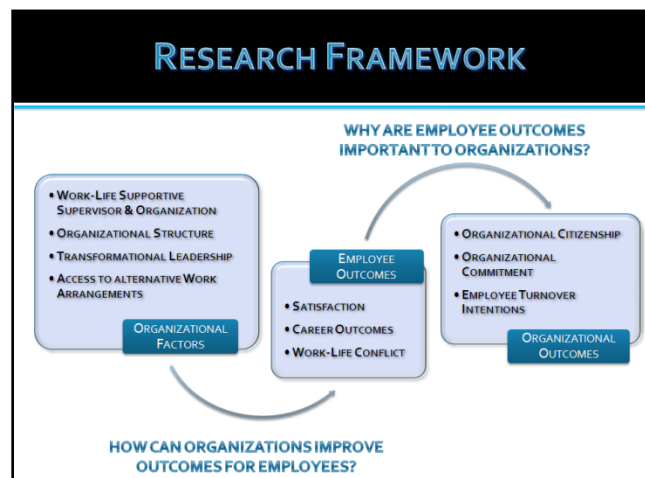 RESEARCH FRAMEWORK
WHY ARE EMPLOYEE OUTCOMES
IMPORTANT TO ORGANIZATIONS?
• WORK-LIFE SUPPORTIVE
SUPERVISOR & ORGANIZATION
• ORGANIZATIONAL STRUCTURE
• TRANSFORMATIONAL LEADERSHIP
• ACCESS TO ALTERNATIVE WORK
ARRANGEMENTS
ORGANIZATIONAL
FACTORS
EMPLOYEE
OUTCOMES
• SATISFACTION
• CAREER OUTCOMES
• WORK-LIFE CONFLICT
• ORGANIZATIONAL CITIZENSHIP
• ORGANIZATIONAL
COMMITMENT
• EMPLOYEE TURNOVER
INTENTIONS
ORGANIZATIONAL
OUTCOMES
HOW CAN ORGANIZATIONS IMPROVE
OUTCOMES FOR EMPLOYEES?